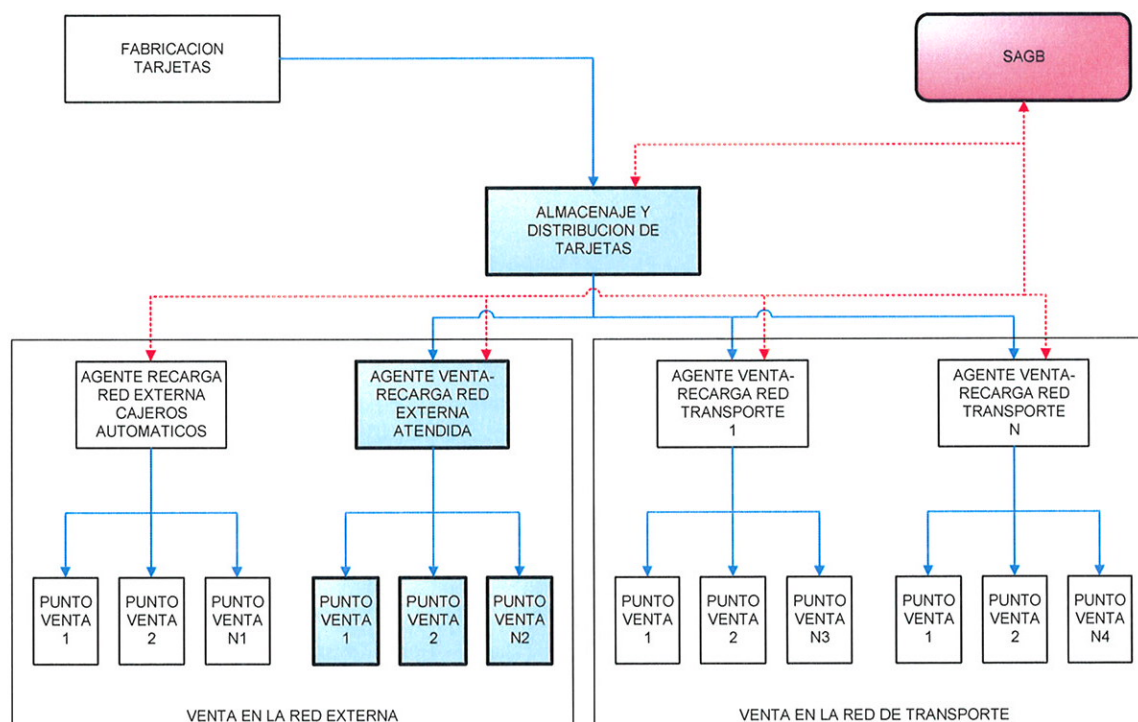 FABRICACION
TARJETAS
SAGB
ALMACENAJE Y
DISTRIBUCION DE
TARJETAS
AGENTE RECARGA
RED EXTERNA
CAJEROS
AUTOMATICOS
AGENTE VENTA-
RECARGA RED
EXTERNA
ATENDIDA
AGENTE VENTA-
RECARGA RED
TRANSPORTE
1
AGENTE VENTA-
RECARGA RED
TRANSPORTE
N
PUNTO
VENTA
1
PUNTO
VENTA
2
PUNTO
VENTA
N1
PUNTO
VENTA
1
PUNTO
VENTA
2
PUNTO
VENTA
N2
PUNTO
VENTA
1
PUNTO
VENTA
2
PUNTO
VENTA
N3
PUNTO
VENTA
1
PUNTO
VENTA
2
PUNTO
VENTA
N4
VENTA EN LA RED EXTERNA
VENTA EN LA RED DE TRANSPORTE